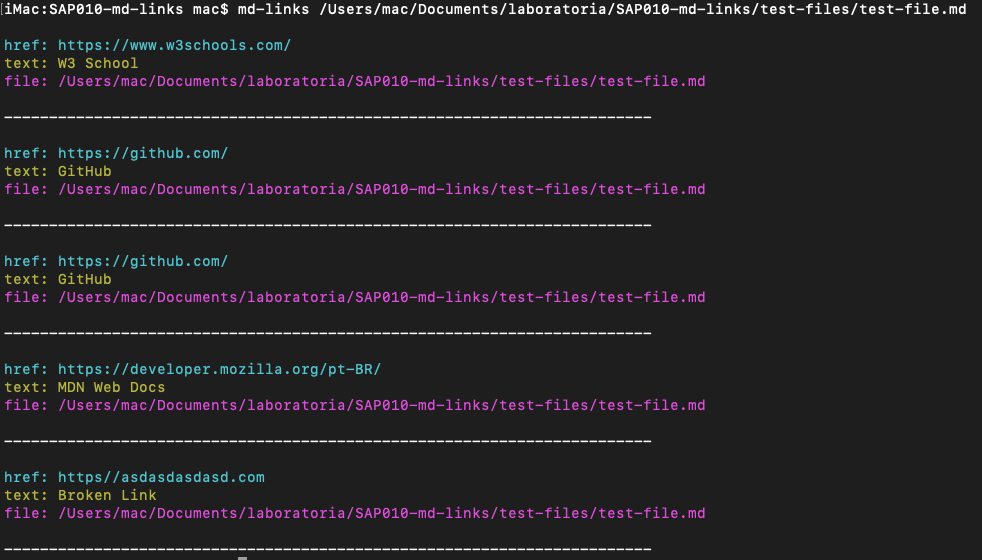 iMac:SAP010-md-links mac$ md-links /Users/mac/Documents/laboratoria/SAP010-md-links/test-files/test-file.md
href: https://www.w3schools.com/
text: W3 School
file: /Users/mac/Documents/laboratoria/SAP010-md-links/test-files/test-file.md
------------------------------------------------------------------------
href: https://github.com/
text: GitHub
file: /Users/mac/Documents/laboratoria/SAP010-md-links/test-files/test-file.md
------------------------------------------------------------------------
href: https://github.com/
text: GitHub
file: /Users/mac/Documents/laboratoria/SAP010-md-links/test-files/test-file.md
------------------------------------------------------------------------
href: https://developer.mozilla.org/pt-BR/
text: MDN Web Docs
file: /Users/mac/Documents/laboratoria/SAP010-md-links/test-files/test-file.md
------------------------------------------------------------------------
href: https//asdasdasdasd.com
text: Broken Link
file: /Users/mac/Documents/laboratoria/SAP010-md-links/test-files/test-file.md
------------------------------------------------------------------------